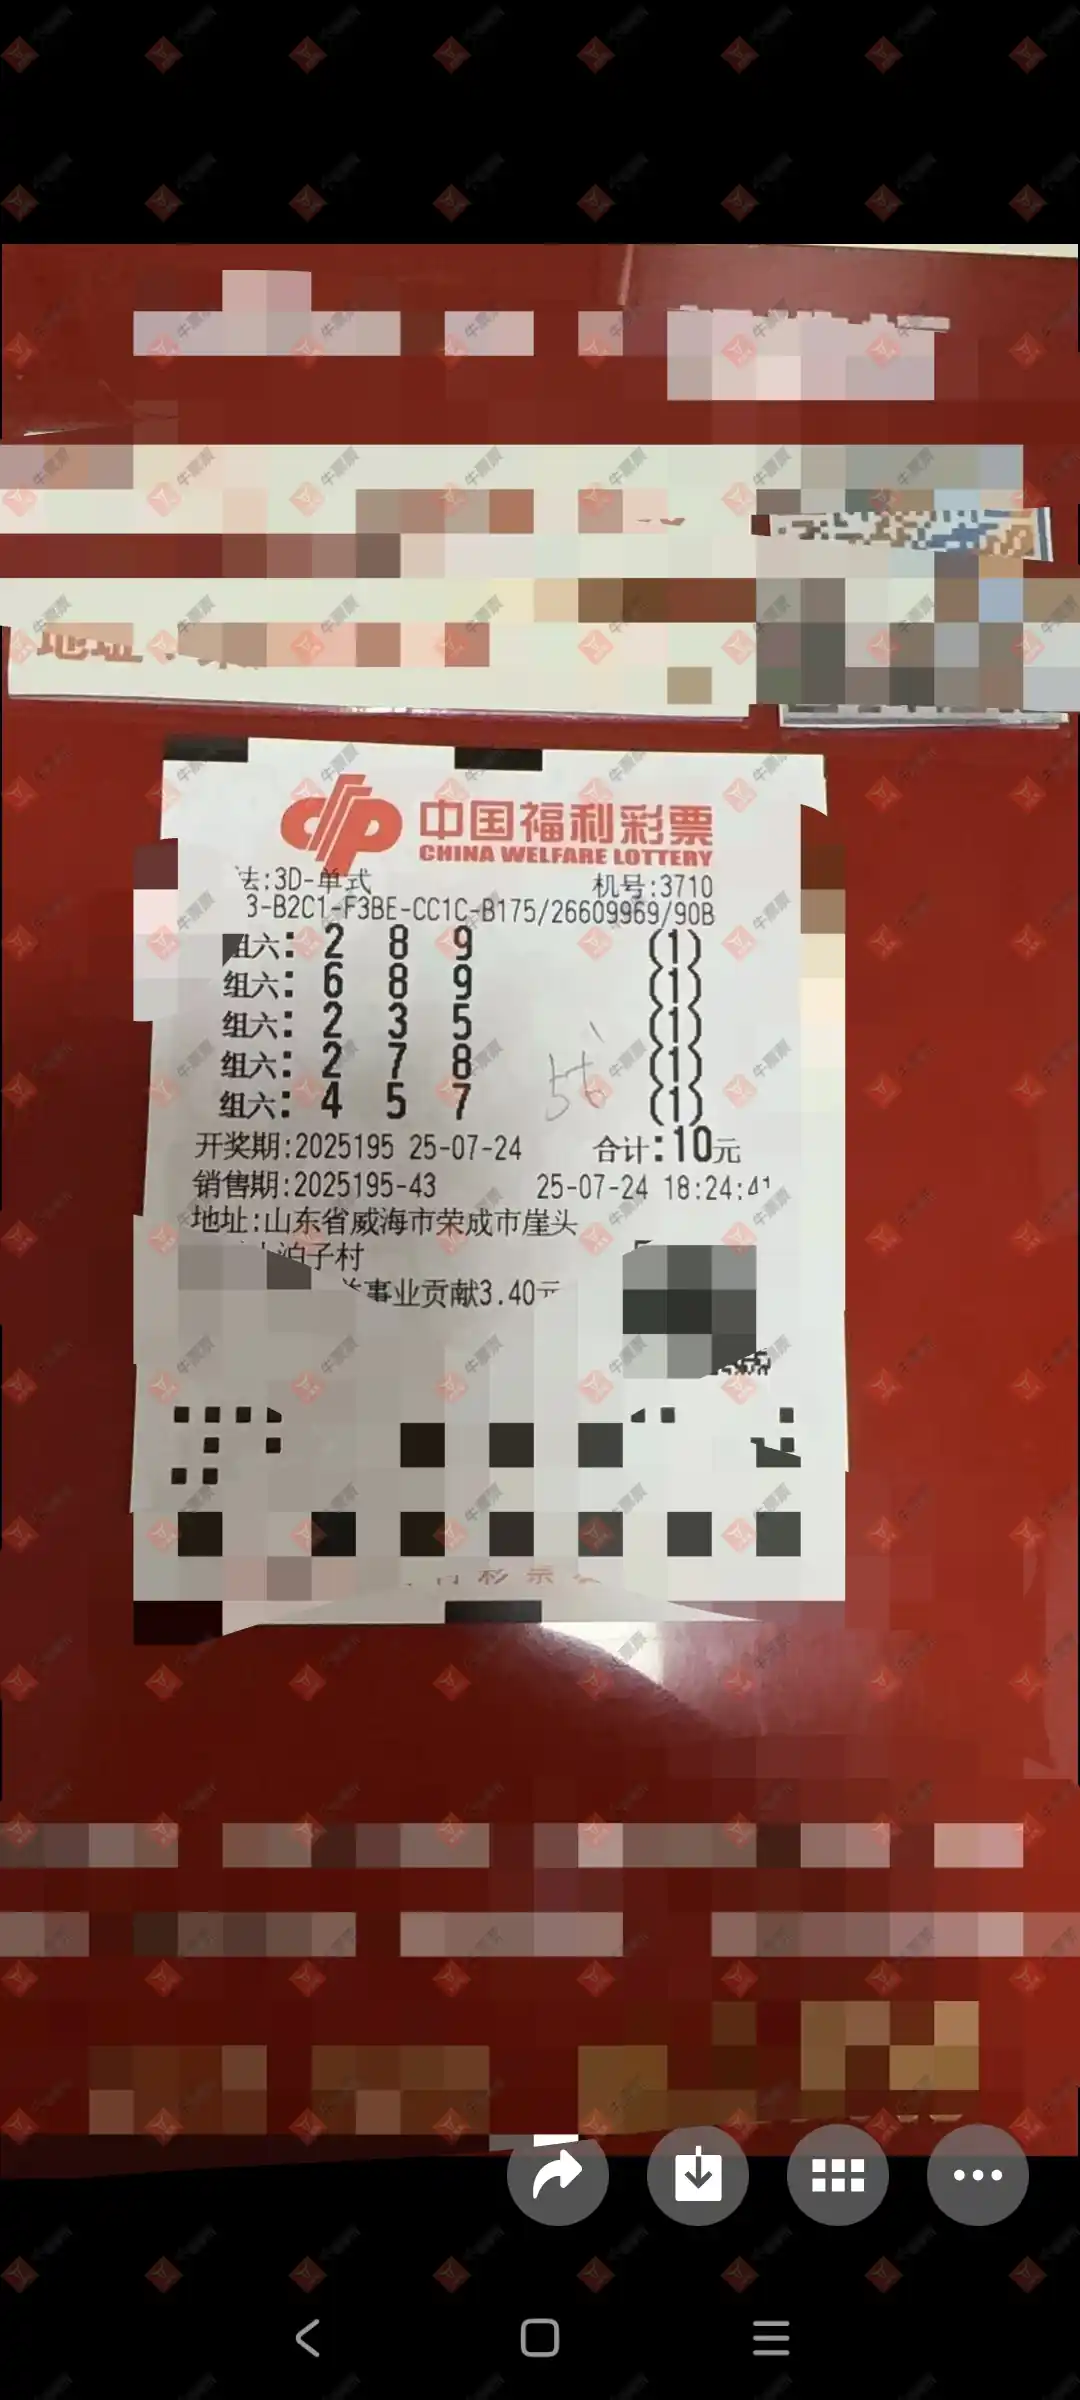 中国福利彩票
CHINA WELFARE LOTTERY
法:3D-单式 机号:3710
3-B2C1-F3BE-CC1C-B175/26609969/90B
组六: 2 8 9 (1)
组六: 6 8 9 (1)
组六: 2 3 5 (1)
组六: 2 7 8 (1)
组六: 4 5 7 (1)
开奖期:2025195 25-07-24 合计:10元
销售期:2025195-43 25-07-24 18:24:41
地址:山东省威海市荣成市崖头
泊子村
事业贡献3.40元
牛票票